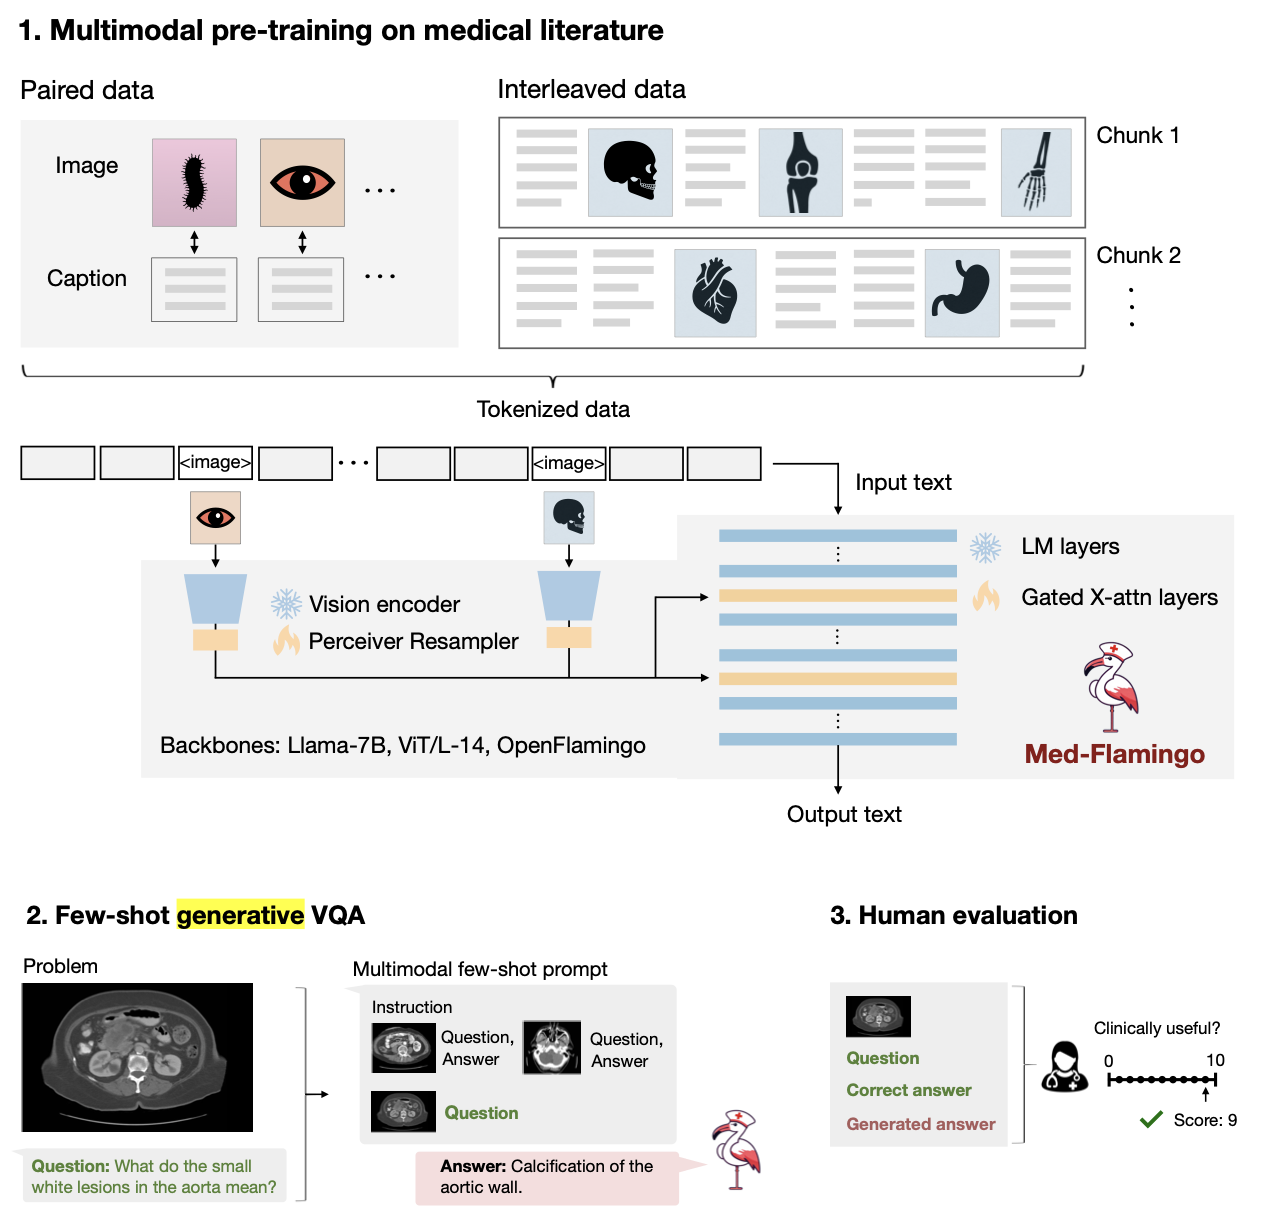 1. Multimodal pre-training on medical literature
Paired data
Image
Caption
Interleaved data
Chunk 1
Chunk 2
Tokenized data
<image>
<image>
Input text
Vision encoder
Perceiver Resampler
LM layers
Gated X-attn layers
Backbones: Llama-7B, ViT/L-14, OpenFlamingo
Med-Flamingo
Output text
2. Few-shot generative VQA
Problem
Question: What do the small
white lesions in the aorta mean?
Multimodal few-shot prompt
Instruction
Question,
Answer
Question,
Answer
Question
Answer: Calcification of the
aortic wall.
3. Human evaluation
Question
Correct answer
Generated answer
Clinically useful?
0 10
Score: 9